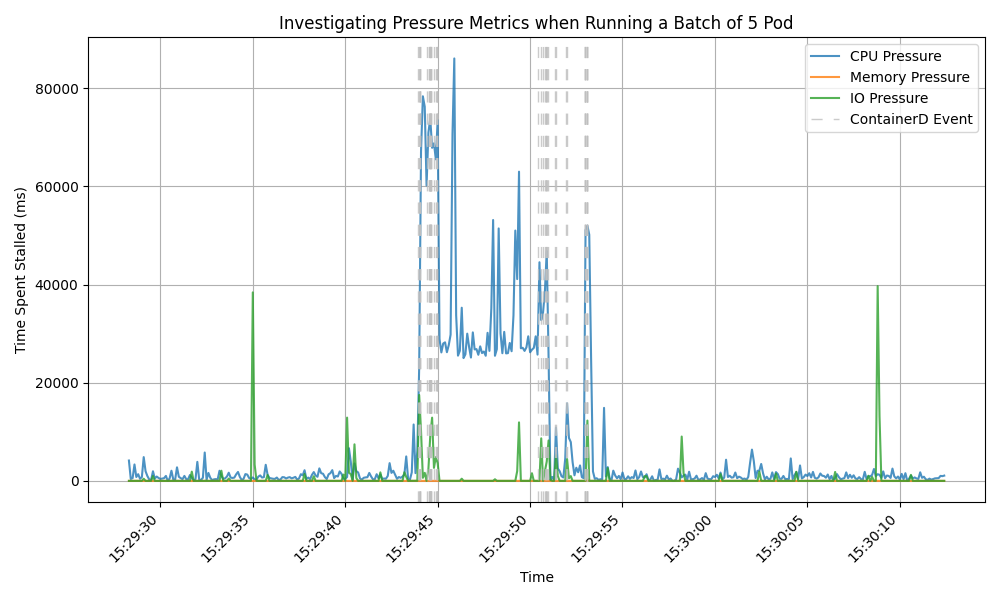 Investigating Pressure Metrics when Running a Batch of 5 Pod
CPU Pressure
Memory Pressure
IO Pressure
ContainerD Event
Time Spent Stalled (ms)
80000
60000
40000
20000
0
15:29:30
15:29:35
15:29:40
15:29:45
15:29:50
15:29:55
15:30:00
15:30:05
15:30:10
Time